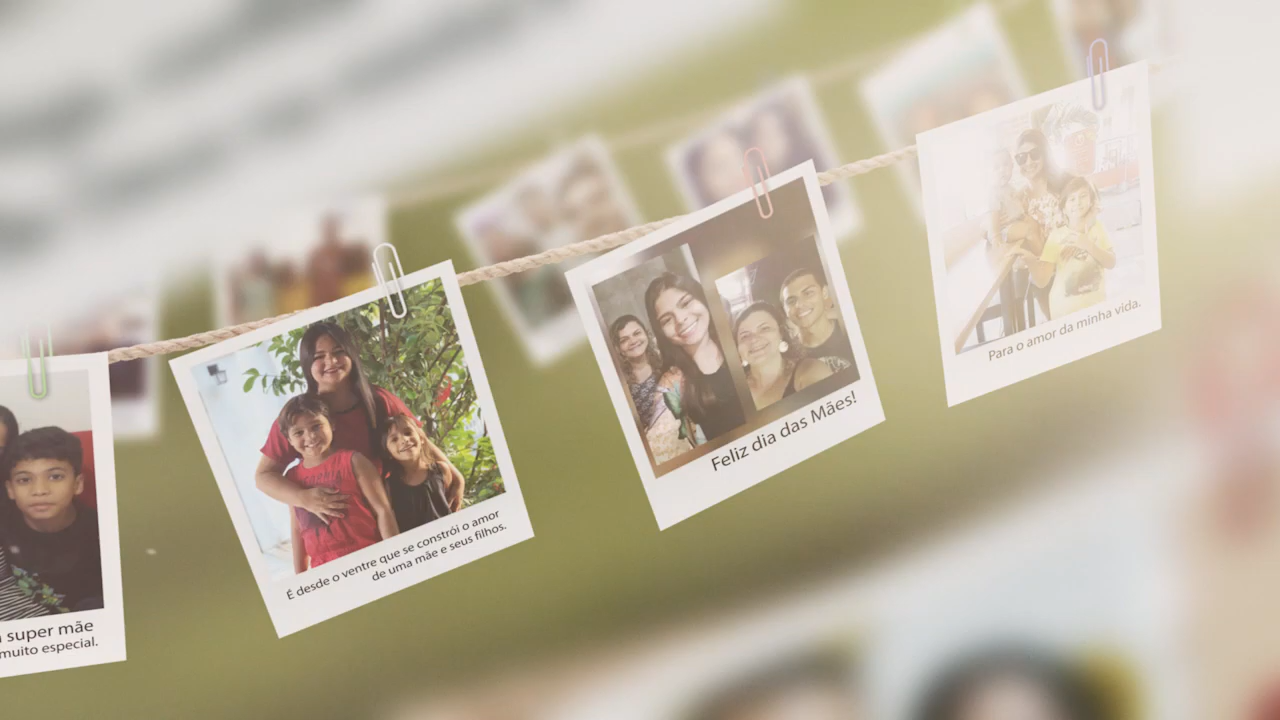 super mãe
muito especial.
É desde o ventre que se constrói o amor
de uma mãe e seus filhos.
Feliz dia das Mães!
Para o amor da minha vida.